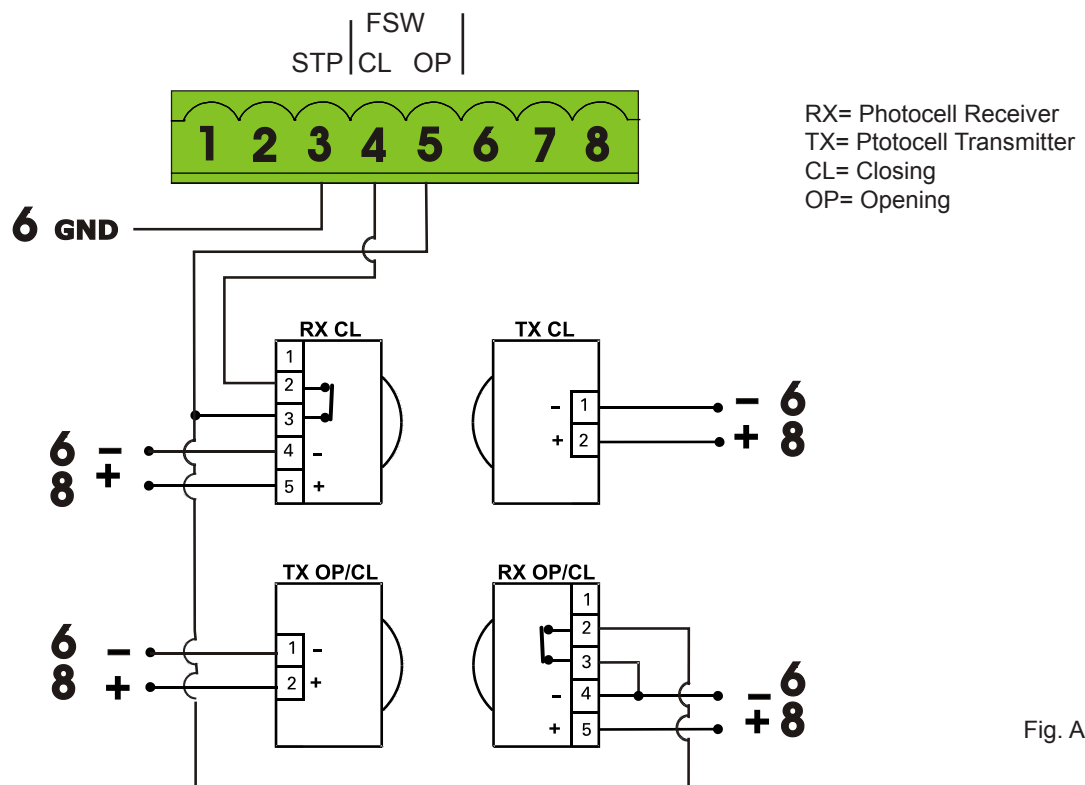 FSW
STP CL OP
1 2 3 4 5 6 7 8
RX= Photocell Receiver
TX= Ptotocell Transmitter
CL= Closing
OP= Opening
6 GND
RX CL
1
2
3
4 -
5 +
6 -
8 +
TX CL
- 1
+ 2
- 6
+ 8
TX OP/CL
1 -
2 +
6 -
8 +
RX OP/CL
1
2
3
- 4
+ 5
- 6
+ 8
Fig. A